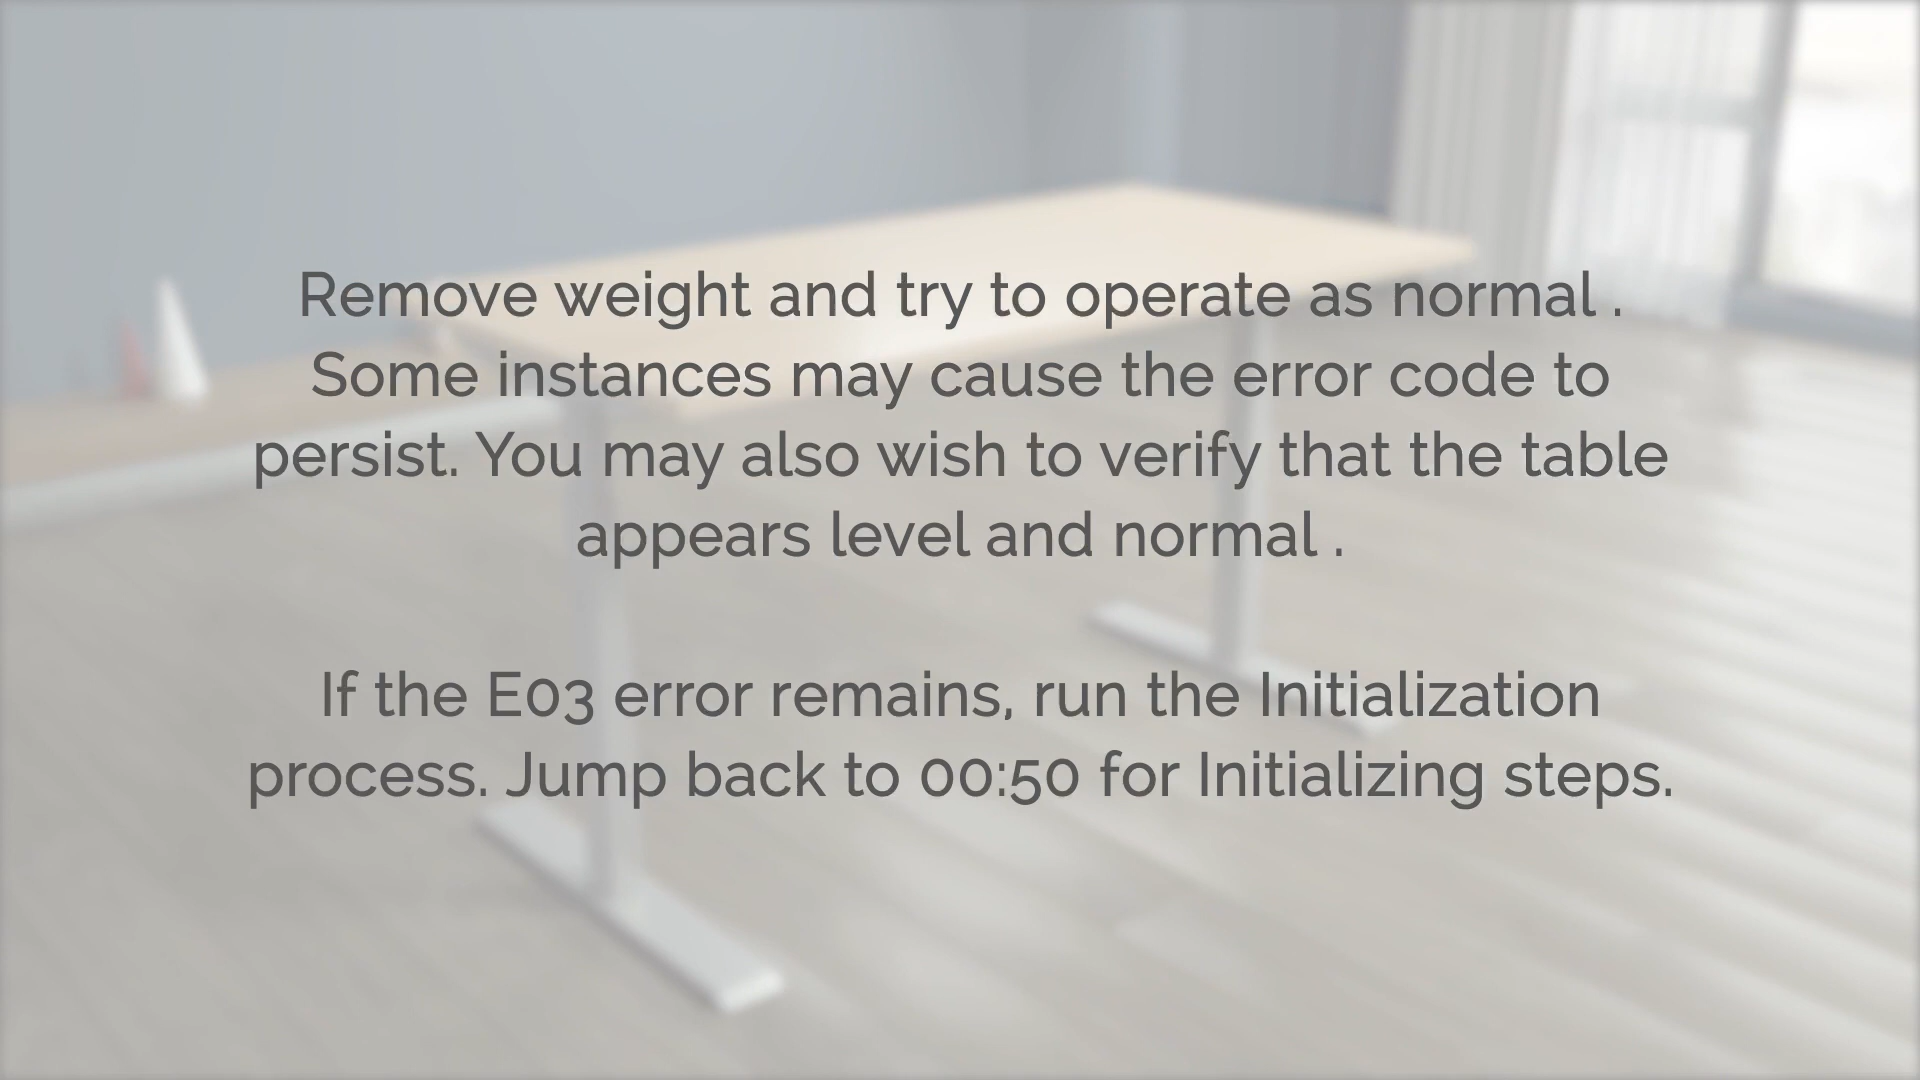 Remove weight and try to operate as normal .
Some instances may cause the error code to
persist. You may also wish to verify that the table
appears level and normal .
If the E03 error remains, run the Initialization
process. Jump back to 00:50 for Initializing steps.